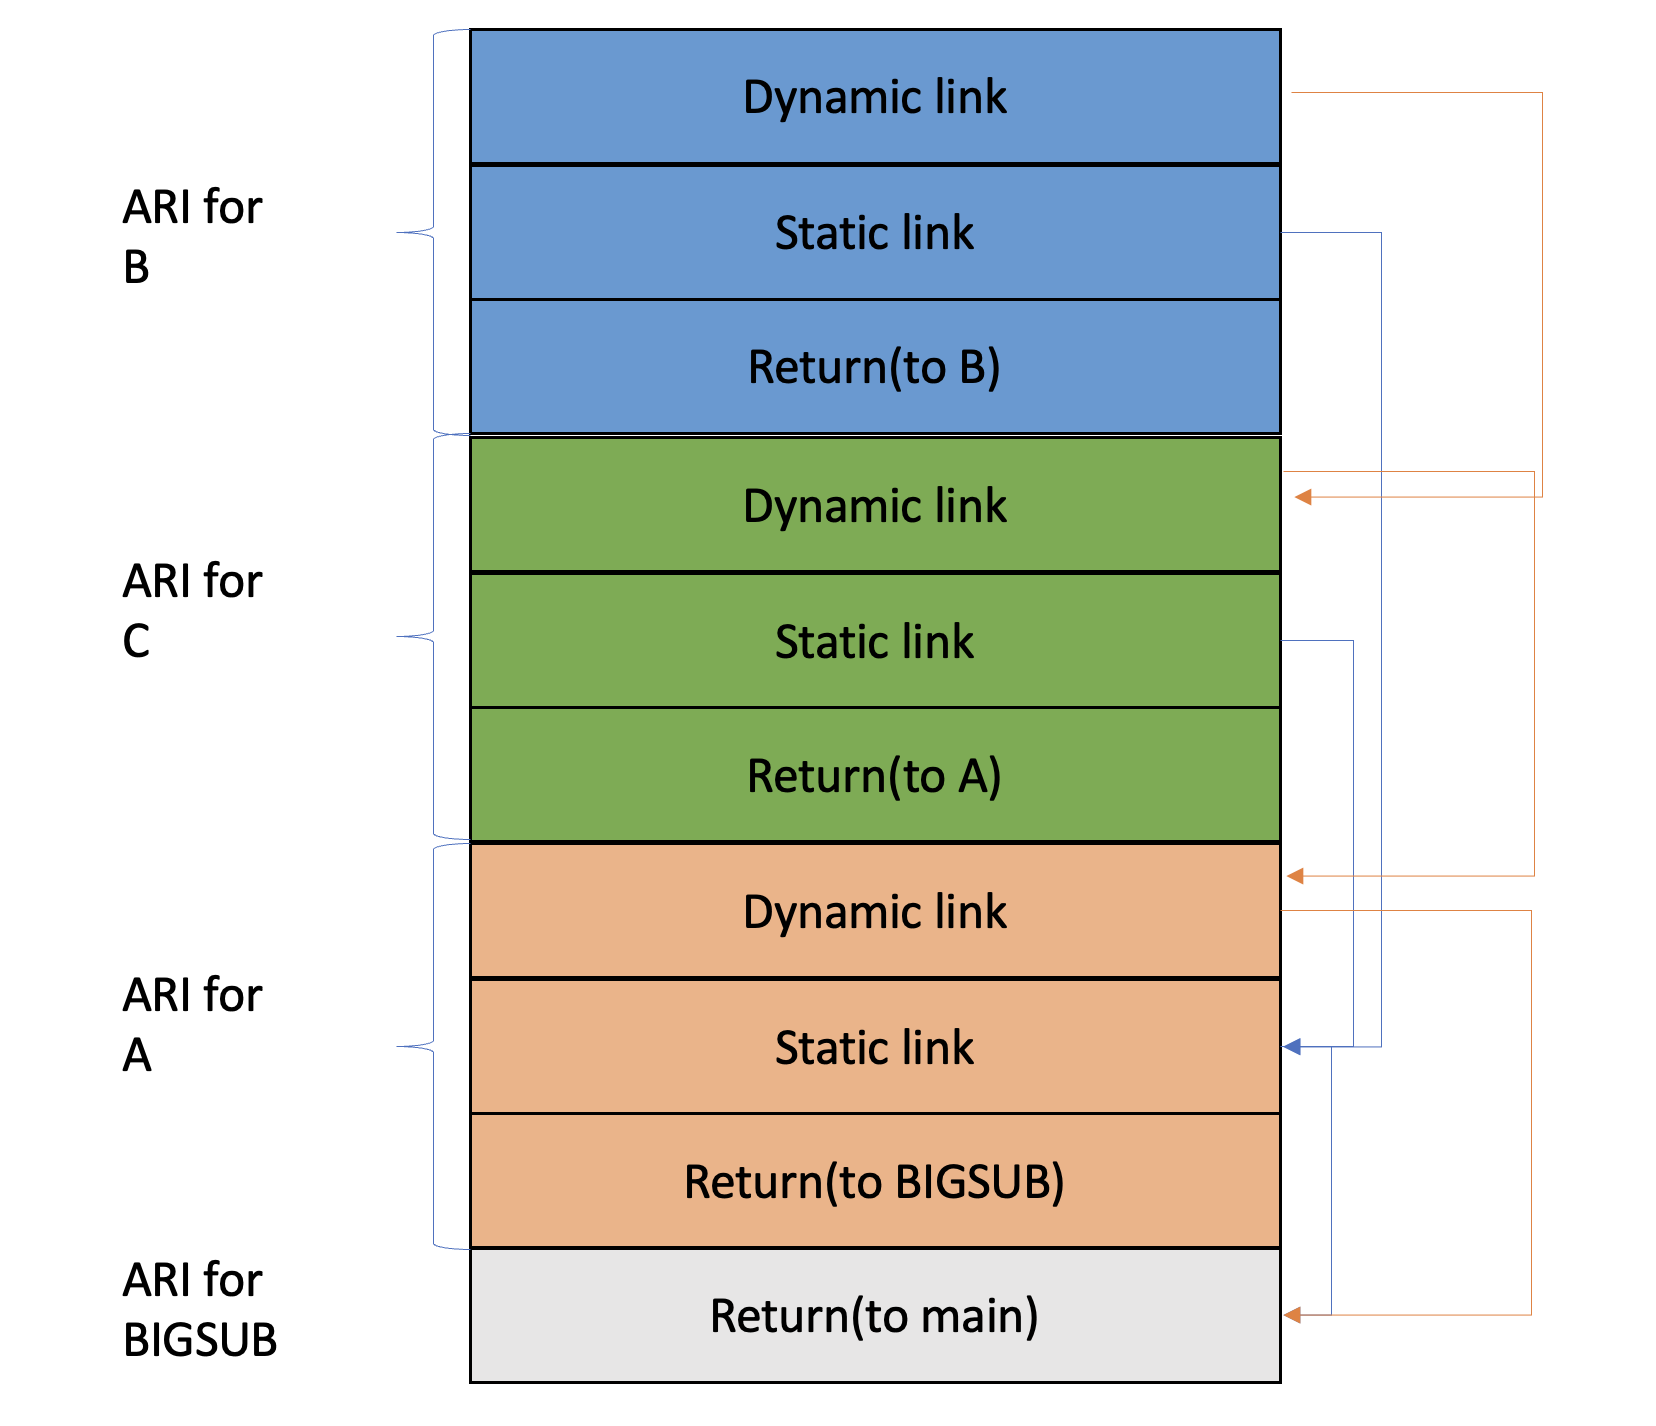 Dynamic link
ARI for
B
Static link
Return(to B)
Dynamic link
ARI for
C
Static link
Return(to A)
Dynamic link
ARI for
A
Static link
Return(to BIGSUB)
ARI for
BIGSUB
Return(to main)